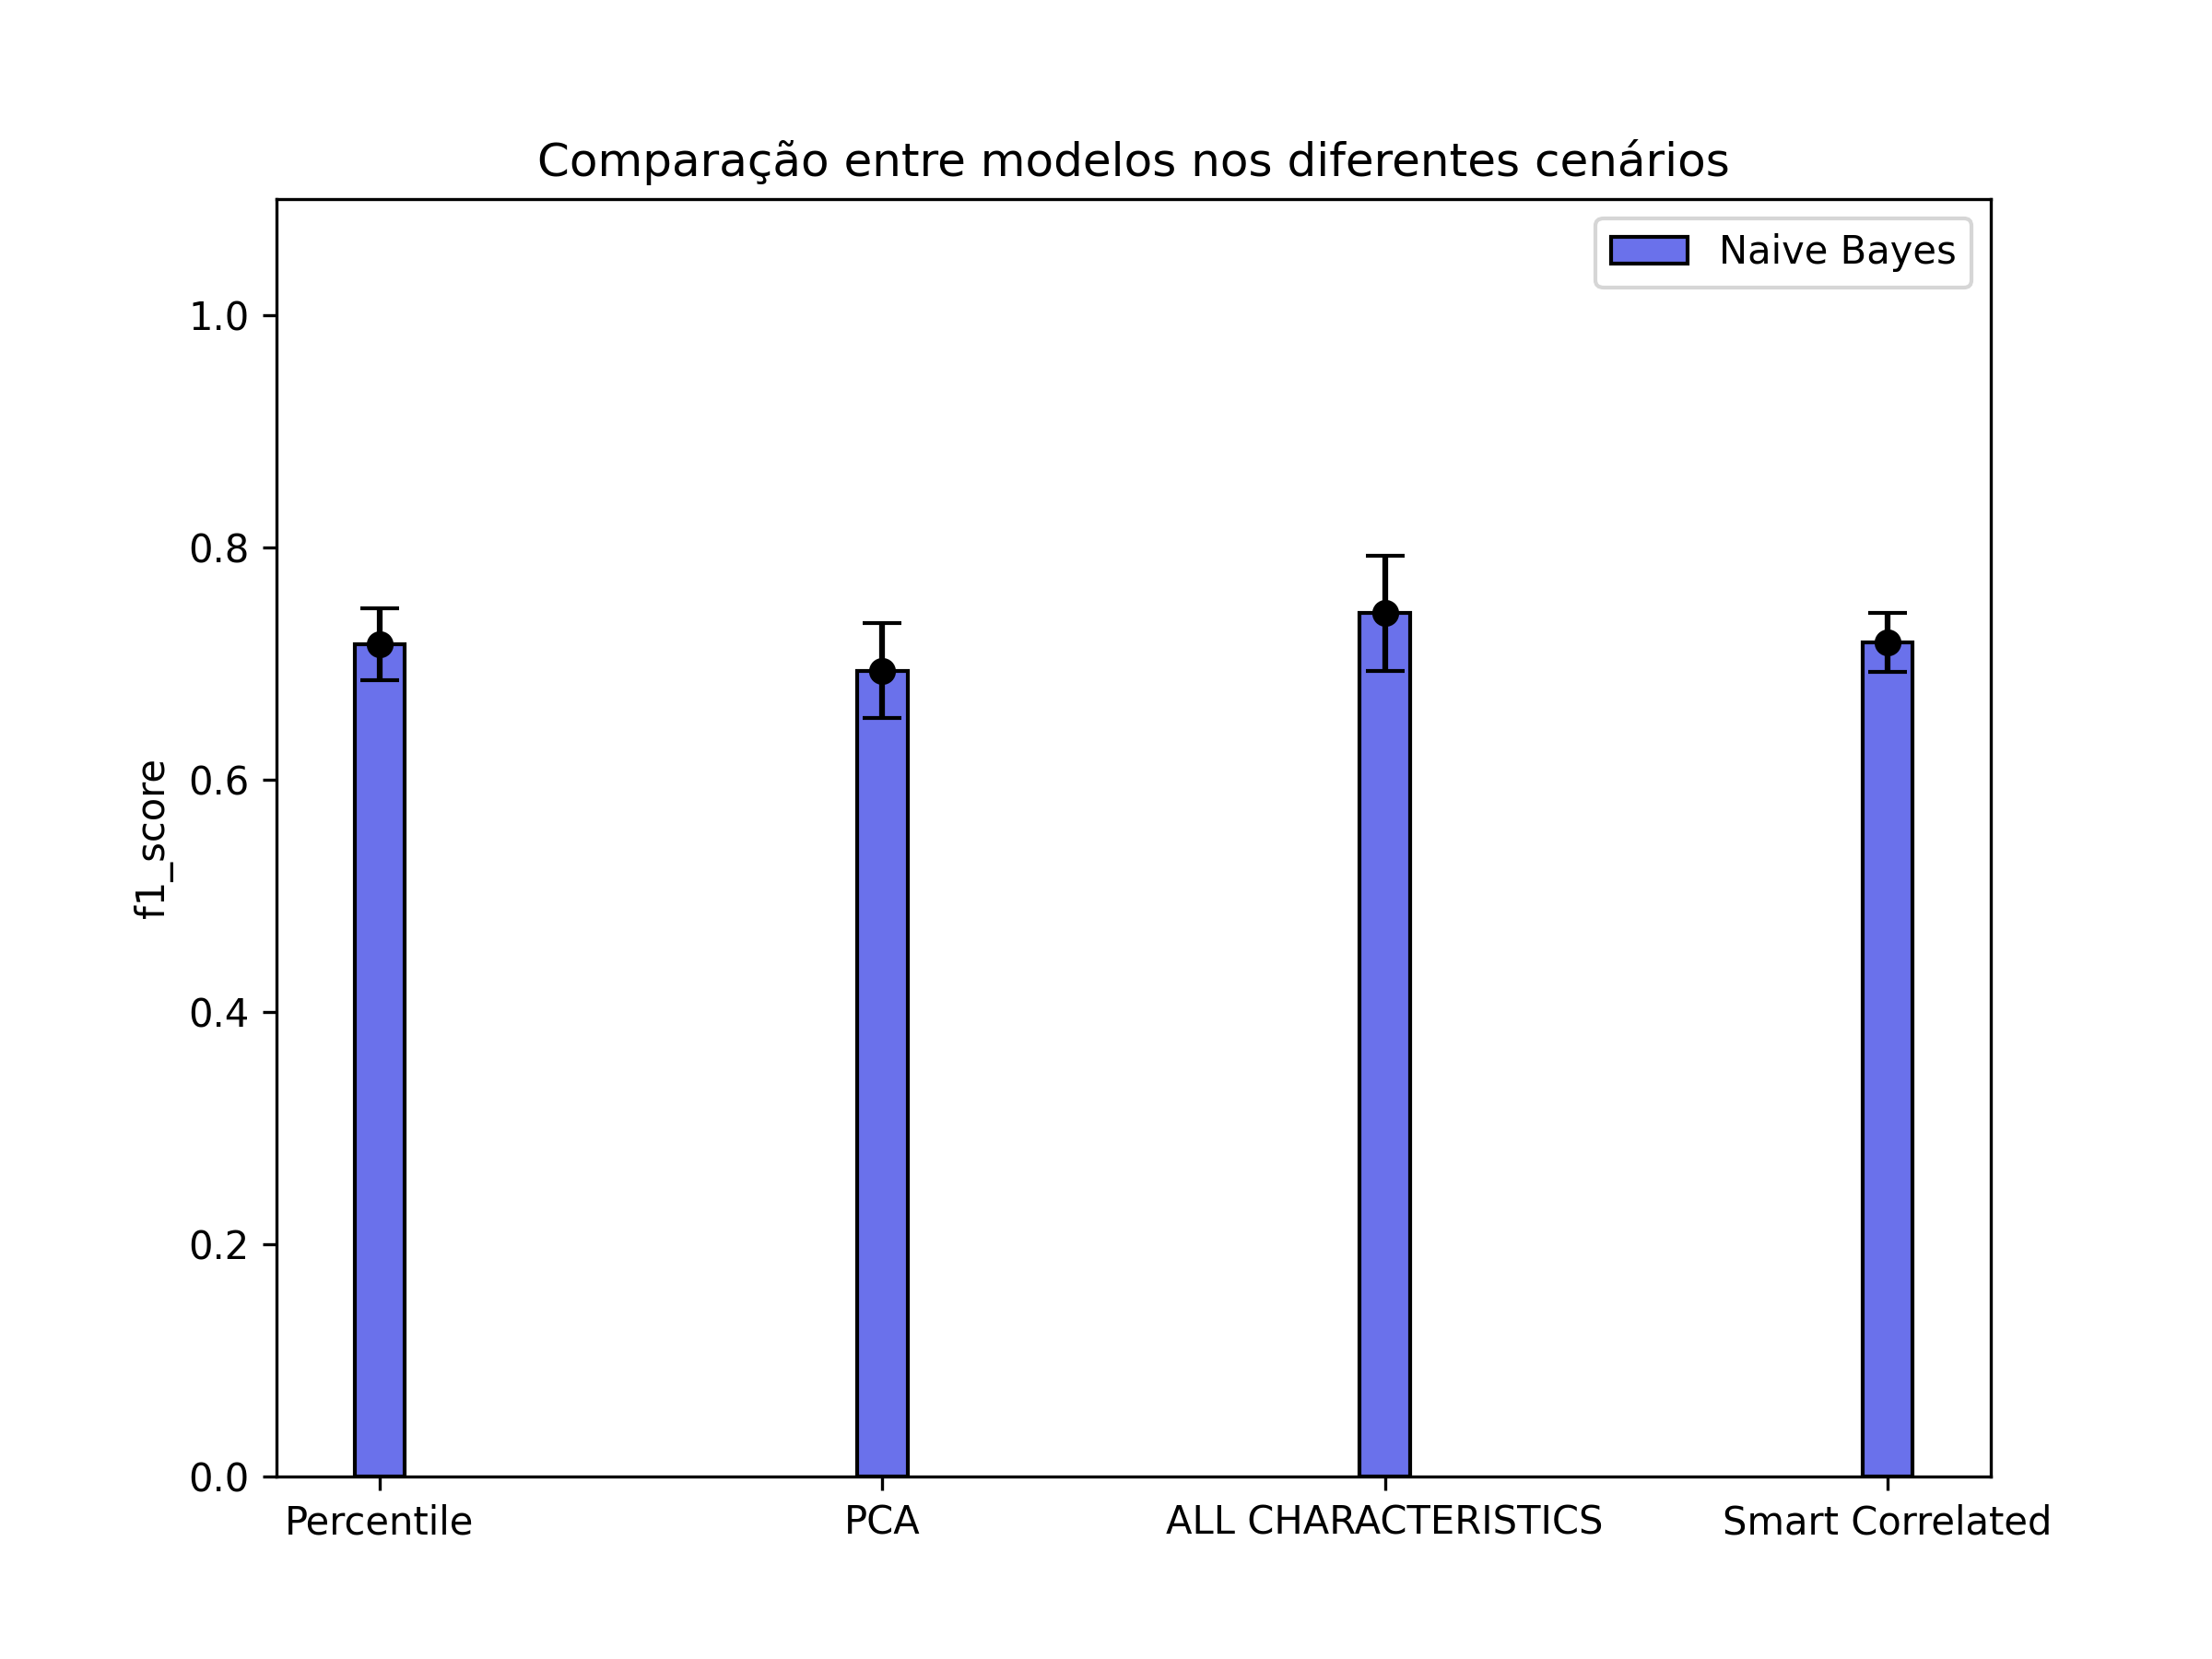 Comparação entre modelos nos diferentes cenários
Naive Bayes
1.0
0.8
0.6
0.4
0.2
0.0
f1_score
Percentile
PCA
ALL CHARACTERISTICS
Smart Correlated